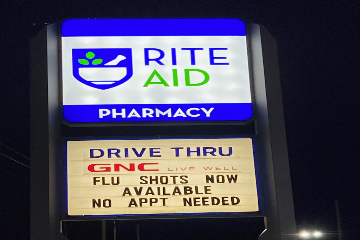 RITE
AID
PHARMACY
DRIVE THRU
GNC LIVE WELL
FLU SHOTS NOW
AVAILABLE
NO APPT NEEDED